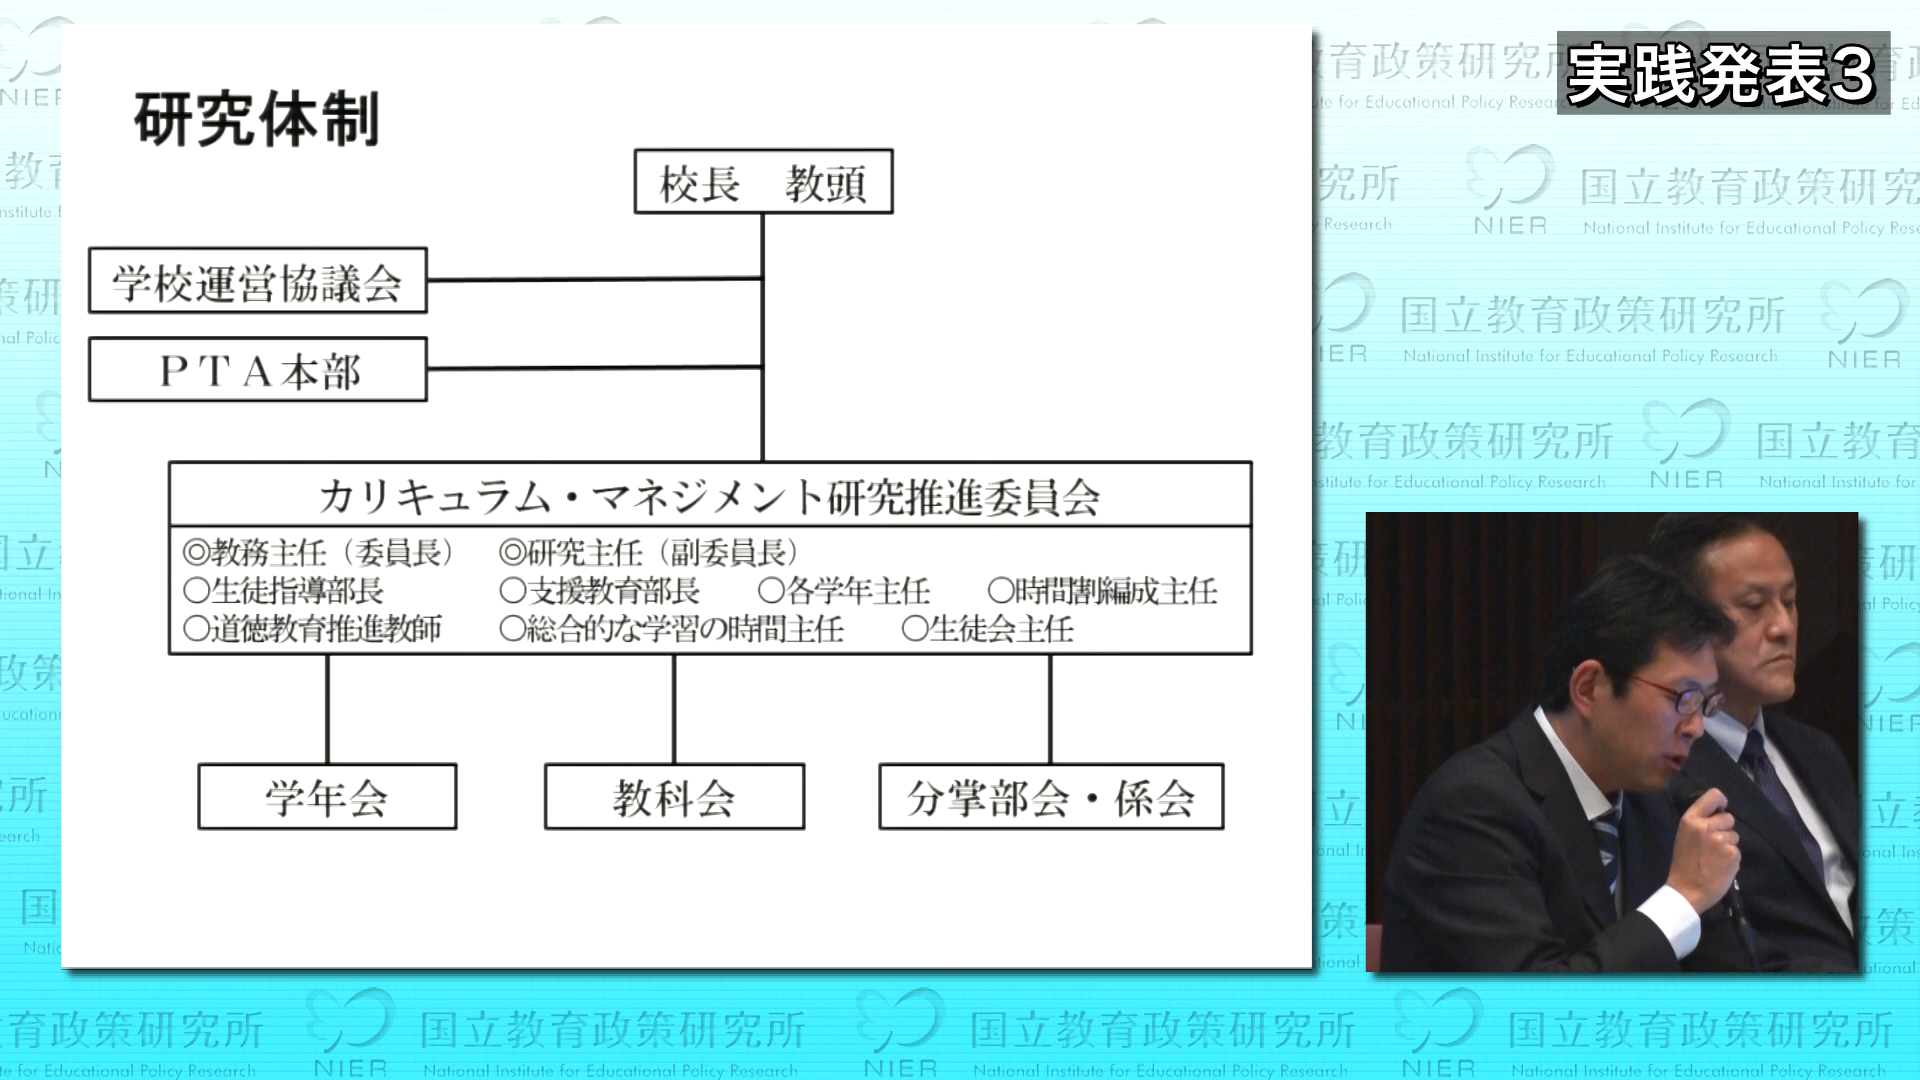 実践発表3
研究体制
校長　教頭
学校運営協議会
ＰＴＡ本部
カリキュラム・マネジメント研究推進委員会
◎教務主任（委員長）　◎研究主任（副委員長）
○生徒指導部長　○支援教育部長　○各学年主任　○時間割編成主任
○道徳教育推進教師　○総合的な学習の時間主任　○生徒会主任
学年会
教科会
分掌部会・係会
国立教育政策研究所
National Institute for Educational Policy Research
NIER